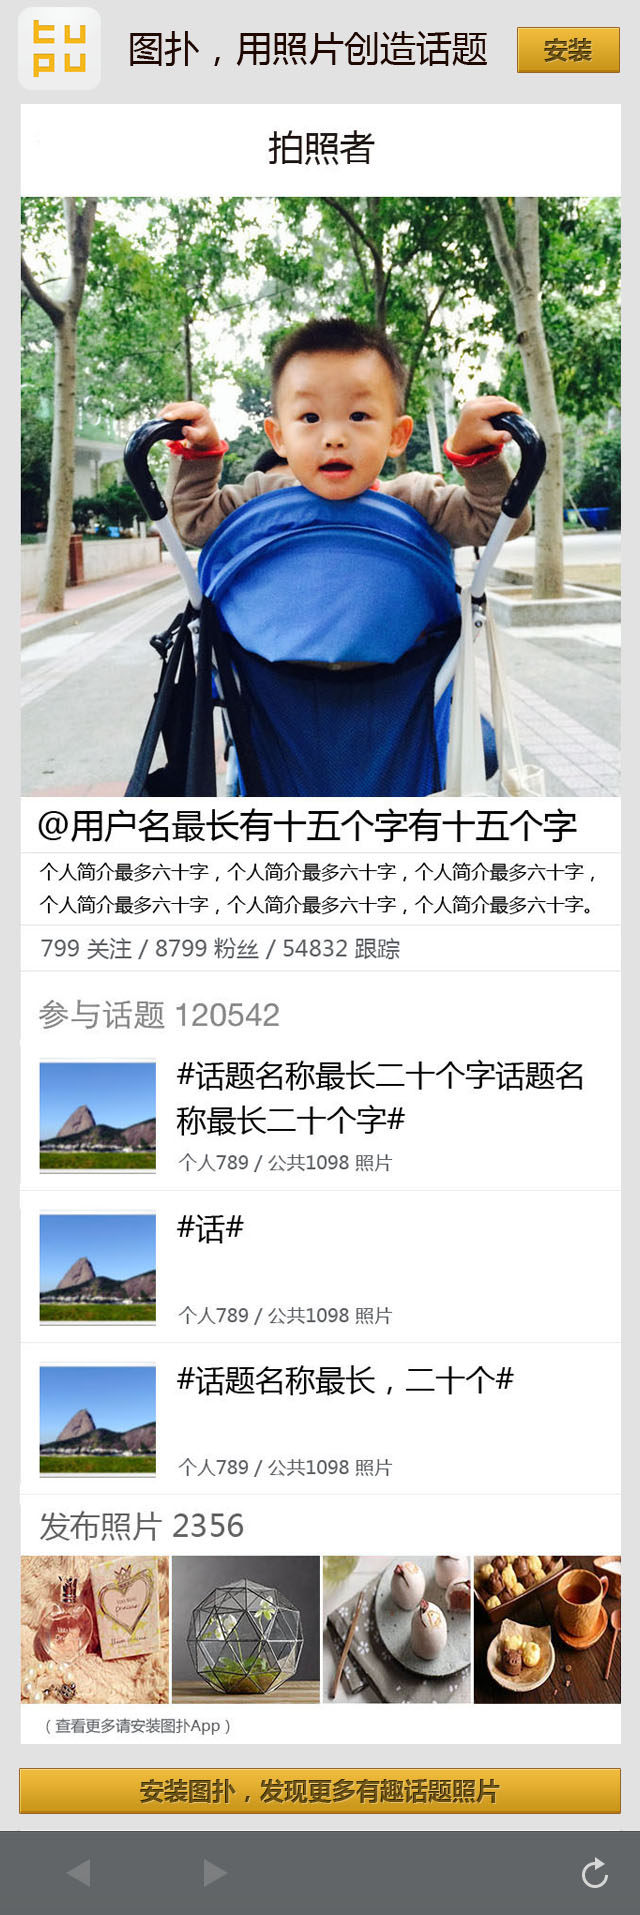 tu
pu
图扑，用照片创造话题
安装
拍照者
@用户名最长有十五个字有十五个字
个人简介最多六十字，个人简介最多六十字，个人简介最多六十字，
个人简介最多六十字，个人简介最多六十字，个人简介最多六十字。
799 关注 / 8799 粉丝 / 54832 跟踪
参与话题 120542
#话题名称最长二十个字话题名
称最长二十个字#
个人789 / 公共1098 照片
#话#
个人789 / 公共1098 照片
#话题名称最长，二十个#
个人789 / 公共1098 照片
发布照片 2356
（查看更多请安装图扑App）
安装图扑，发现更多有趣话题照片